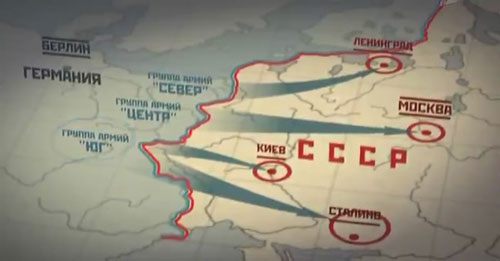 БЕРЛИН
ГЕРМАНИЯ
ЛЕНИНГРАД
ГРУППА АРМИЙ
"СЕВЕР"
ГРУППА АРМИЙ
"ЦЕНТР"
МОСКВА
ГРУППА АРМИЙ
"ЮГ"
КИЕВ
СССР
СТАЛИНО